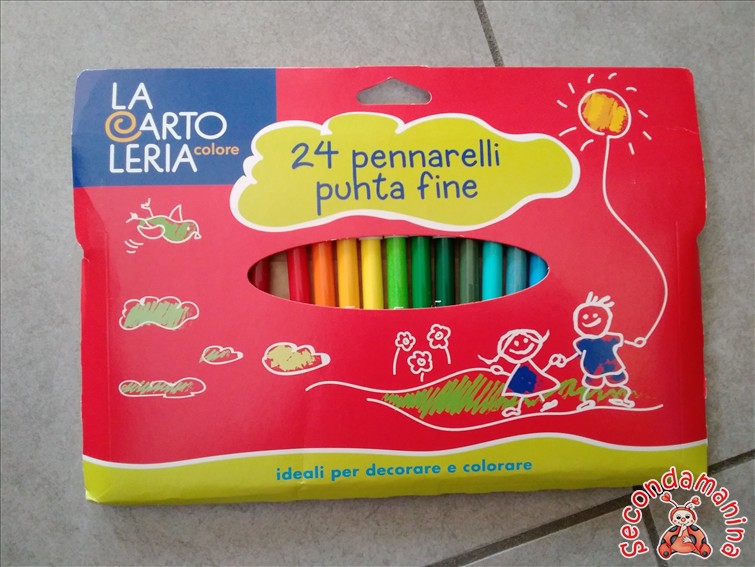 LA
CARTO
LERIA colore
24 pennarelli
punta fine
ideali per decorare e colorare
secondamanina